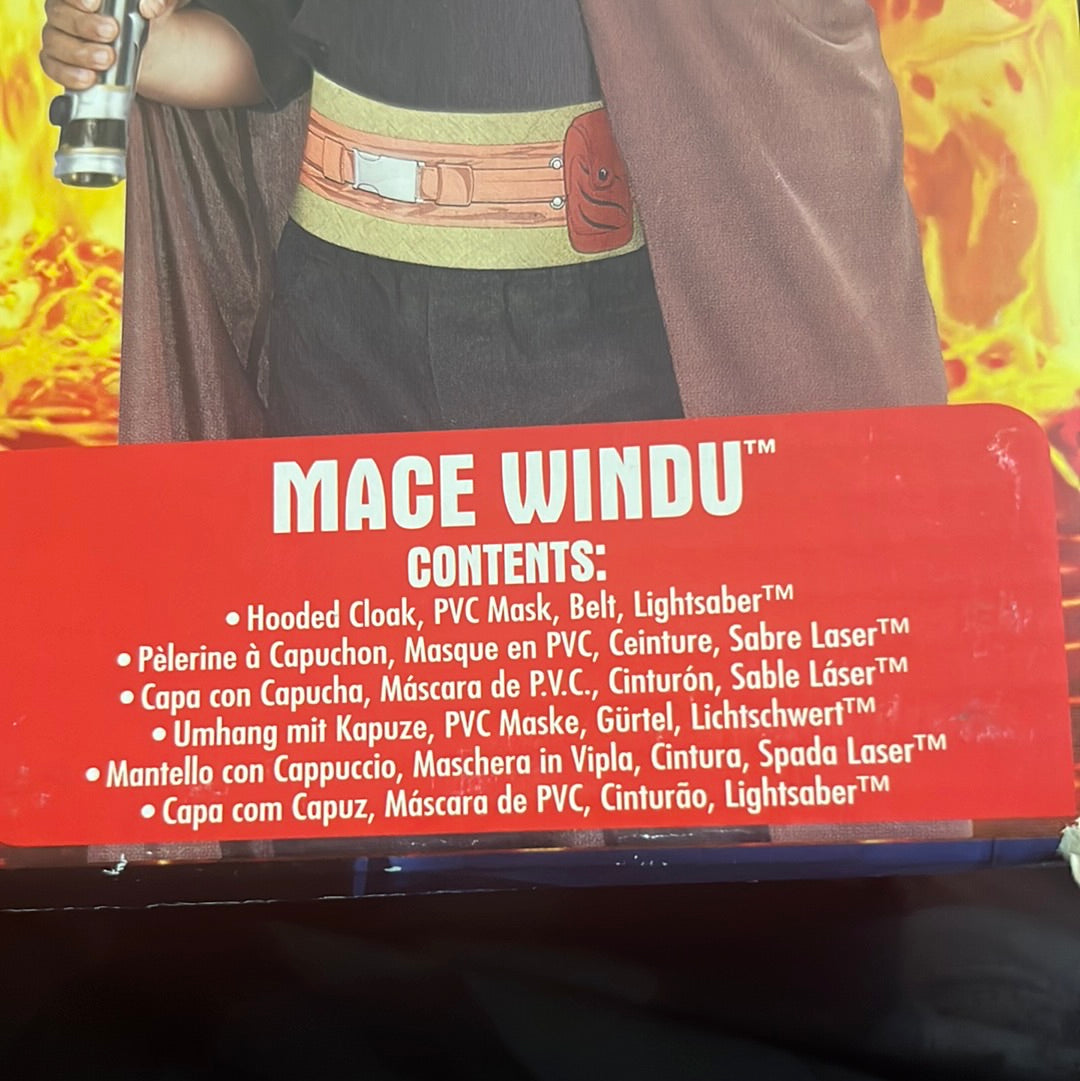 MACE WINDU™
CONTENTS:
• Hooded Cloak, PVC Mask, Belt, Lightsaber™
• Pèlerine à Capuchon, Masque en PVC, Ceinture, Sabre Laser™
• Capa con Capucha, Máscara de P.V.C., Cinturón, Sable Láser™
• Umhang mit Kapuze, PVC Maske, Gürtel, Lichtschwert™
• Mantello con Cappuccio, Maschera in Vipla, Cintura, Spada Laser™
• Capa com Capuz, Máscara de PVC, Cinturão, Lightsaber™